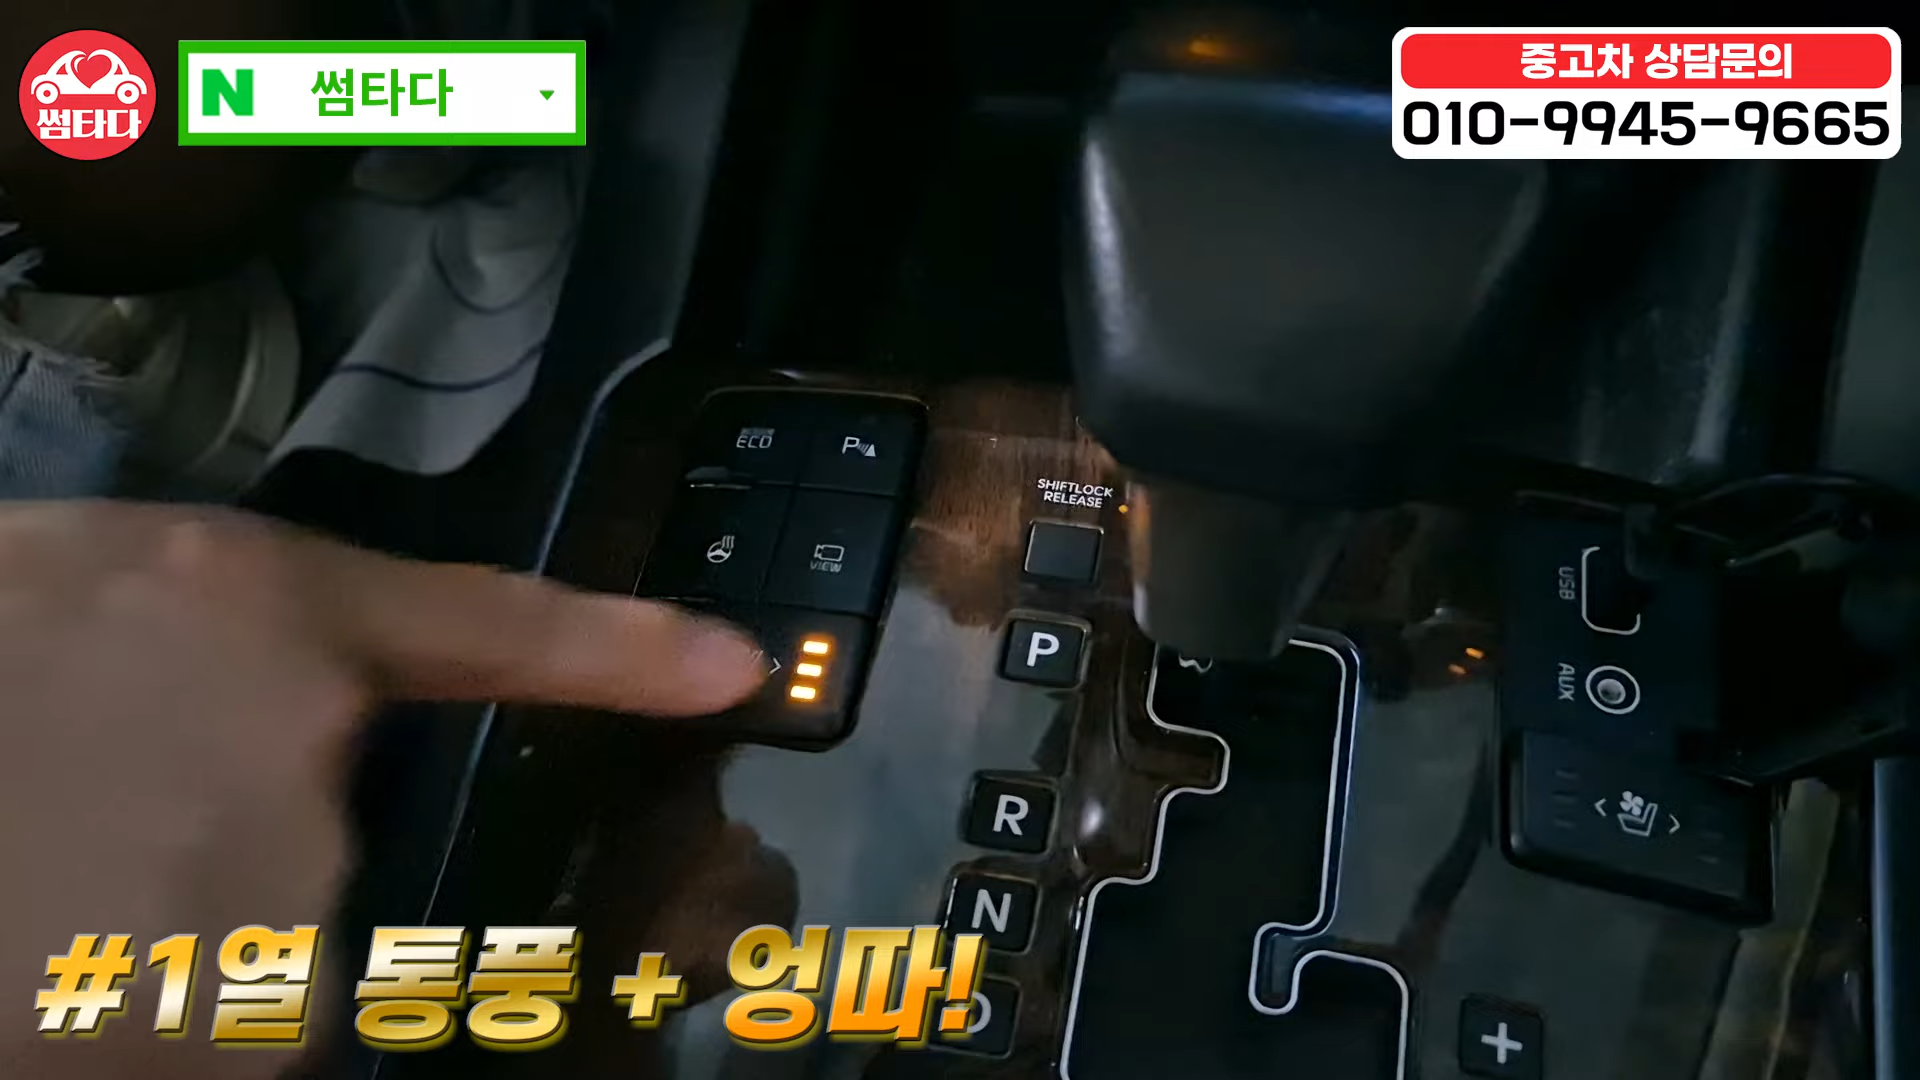 썸타다
N 썸타다
중고차 상담문의
010-9945-9665
ECO
P
SHIFTLOCK
RELEASE
VIEW
USB
P
AUX
R
N
D
+
#1열 통풍 + 엉따!